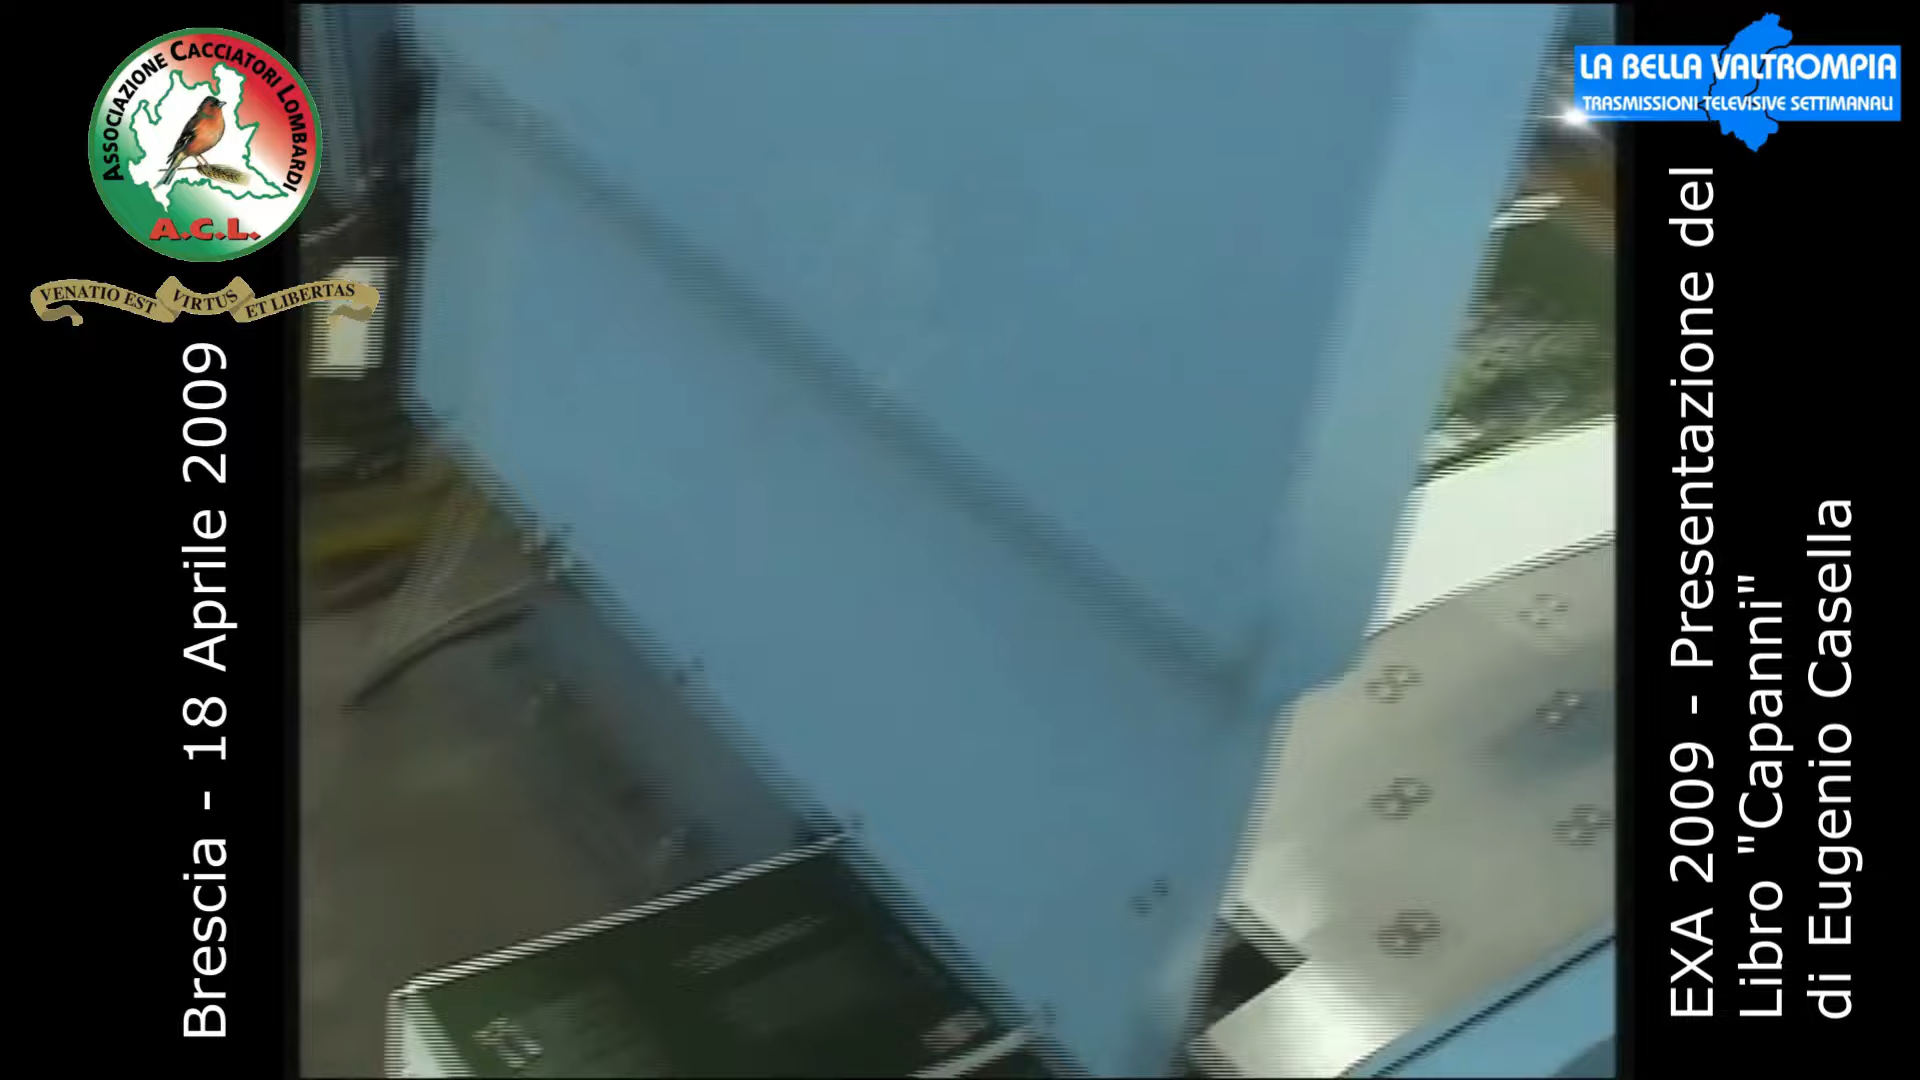 ASSOCIAZIONE CACCIATORI LOMBARDI
A.C.L.
VENATIO EST VIRTUS ET LIBERTAS
LA BELLA VALTROMPIA
TRASMISSIONI TELEVISIVE SETTIMANALI
Brescia - 18 Aprile 2009
EXA 2009 - Presentazione del
Libro "Capanni"
di Eugenio Casella